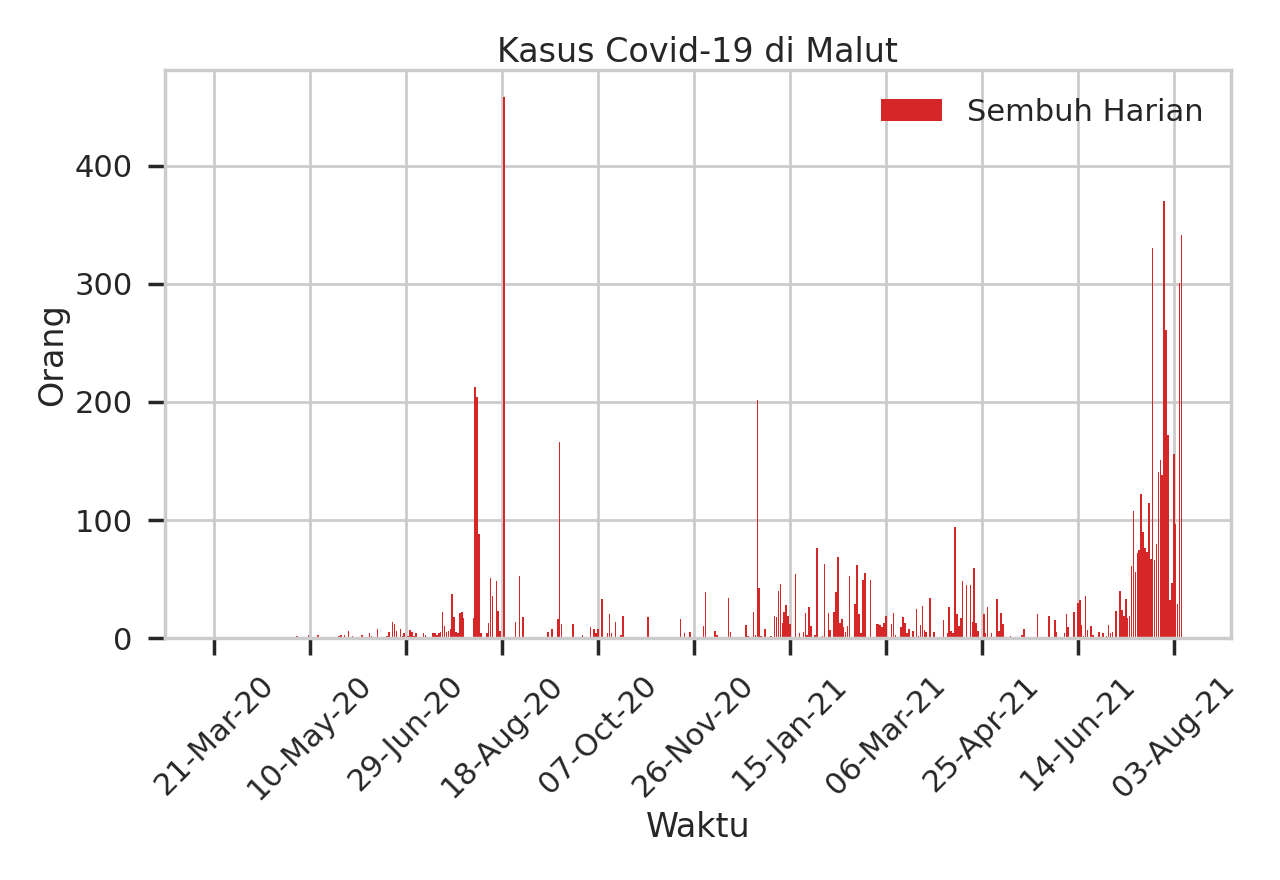 Kasus Covid-19 di Malut
Sembuh Harian
Orang
400
300
200
100
0
21-Mar-20
10-May-20
29-Jun-20
18-Aug-20
07-Oct-20
26-Nov-20
15-Jan-21
06-Mar-21
25-Apr-21
14-Jun-21
03-Aug-21
Waktu